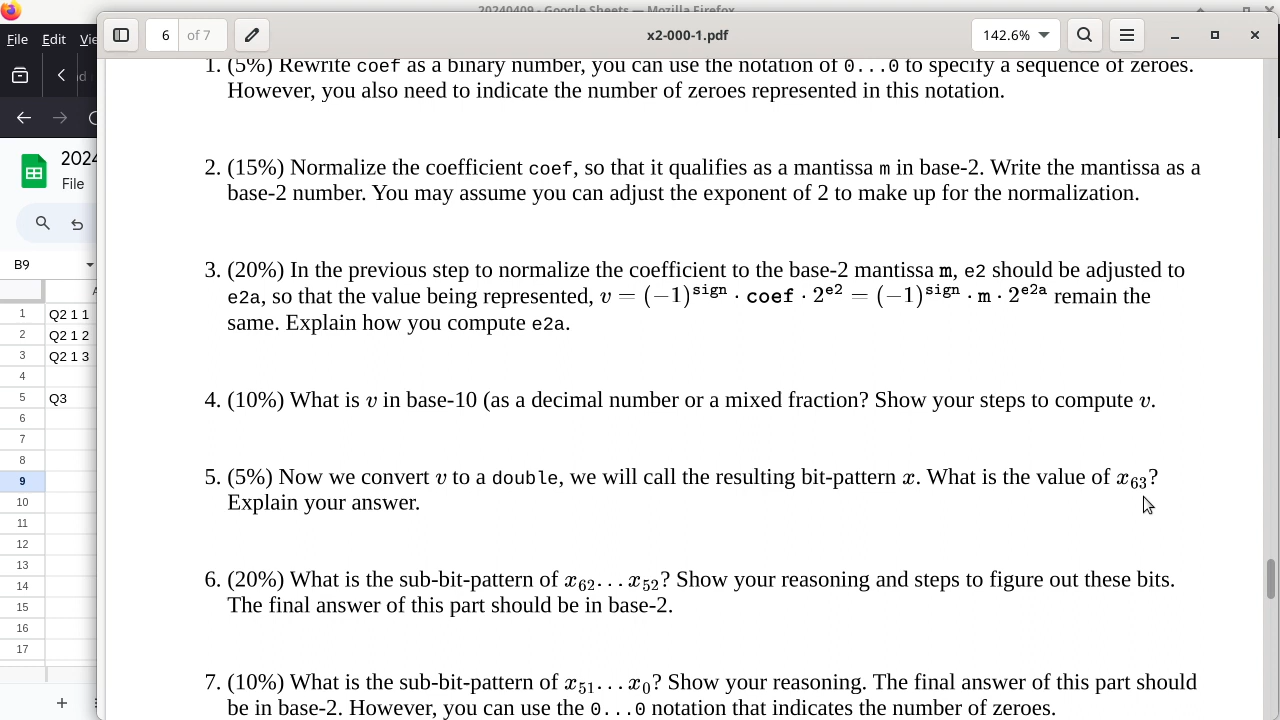 20240409 - Google Sheets — Mozilla Firefox
File Edit Vie
6 of 7
x2-000-1.pdf
142.6%
1. (5%) Rewrite coef as a binary number, you can use the notation of 0...0 to specify a sequence of zeroes.
However, you also need to indicate the number of zeroes represented in this notation.
2. (15%) Normalize the coefficient coef, so that it qualifies as a mantissa m in base-2. Write the mantissa as a
base-2 number. You may assume you can adjust the exponent of 2 to make up for the normalization.
3. (20%) In the previous step to normalize the coefficient to the base-2 mantissa m, e2 should be adjusted to
e2a, so that the value being represented, v = (−1)^sign · coef · 2^e2 = (−1)^sign · m · 2^e2a remain the
same. Explain how you compute e2a.
4. (10%) What is v in base-10 (as a decimal number or a mixed fraction? Show your steps to compute v.
5. (5%) Now we convert v to a double, we will call the resulting bit-pattern x. What is the value of x₆₃?
Explain your answer.
6. (20%) What is the sub-bit-pattern of x₆₂...x₅₂? Show your reasoning and steps to figure out these bits.
The final answer of this part should be in base-2.
7. (10%) What is the sub-bit-pattern of x₅₁...x₀? Show your reasoning. The final answer of this part should
be in base-2. However, you can use the 0...0 notation that indicates the number of zeroes.
2024
File
B9
A
1 Q2 1 1
2 Q2 1 2
3 Q2 1 3
4
5 Q3
6
7
8
9
10
11
12
13
14
15
16
17